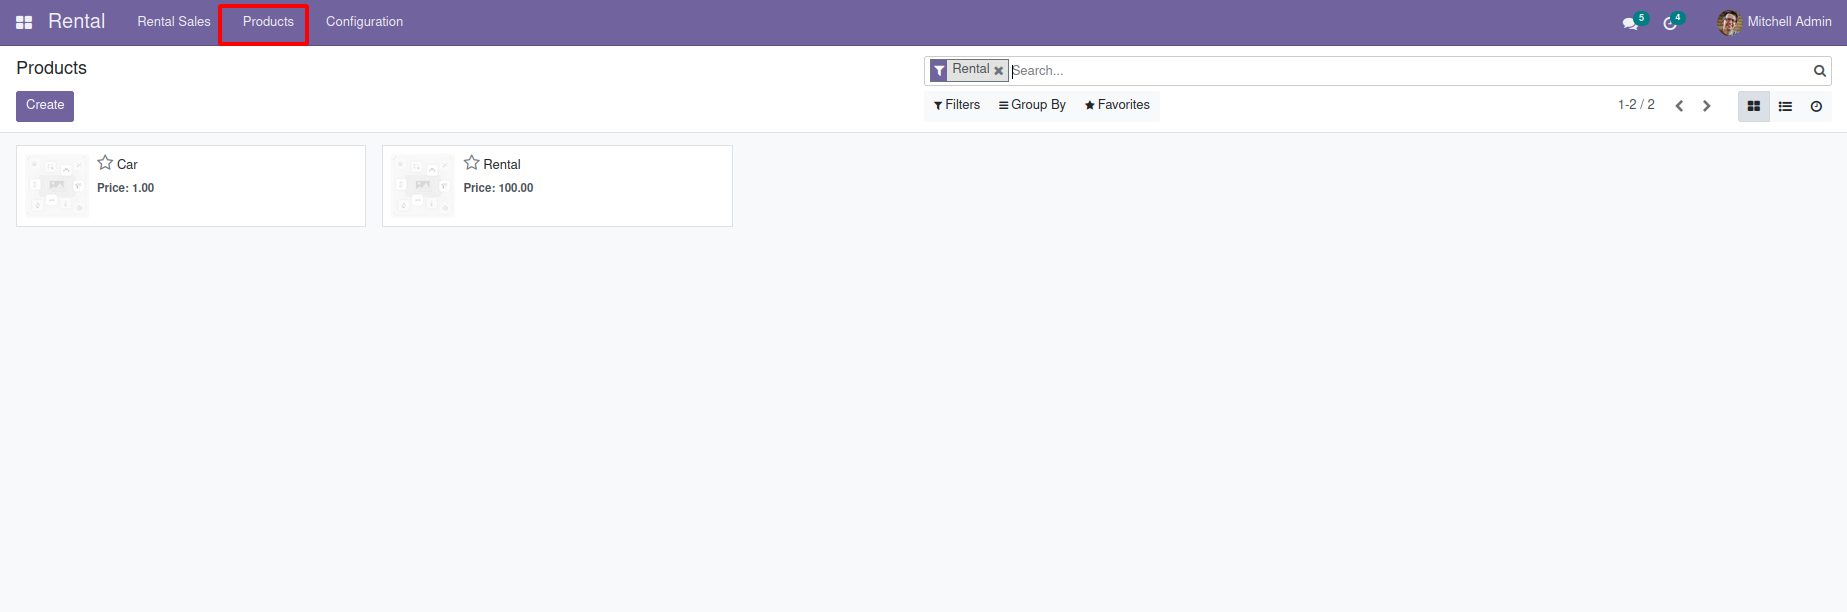 Rental Rental Sales Products Configuration 5 4 Mitchell Admin
Products
Rental Search...
Create
Filters Group By Favorites 1-2 / 2
Car
Price: 1.00
Rental
Price: 100.00